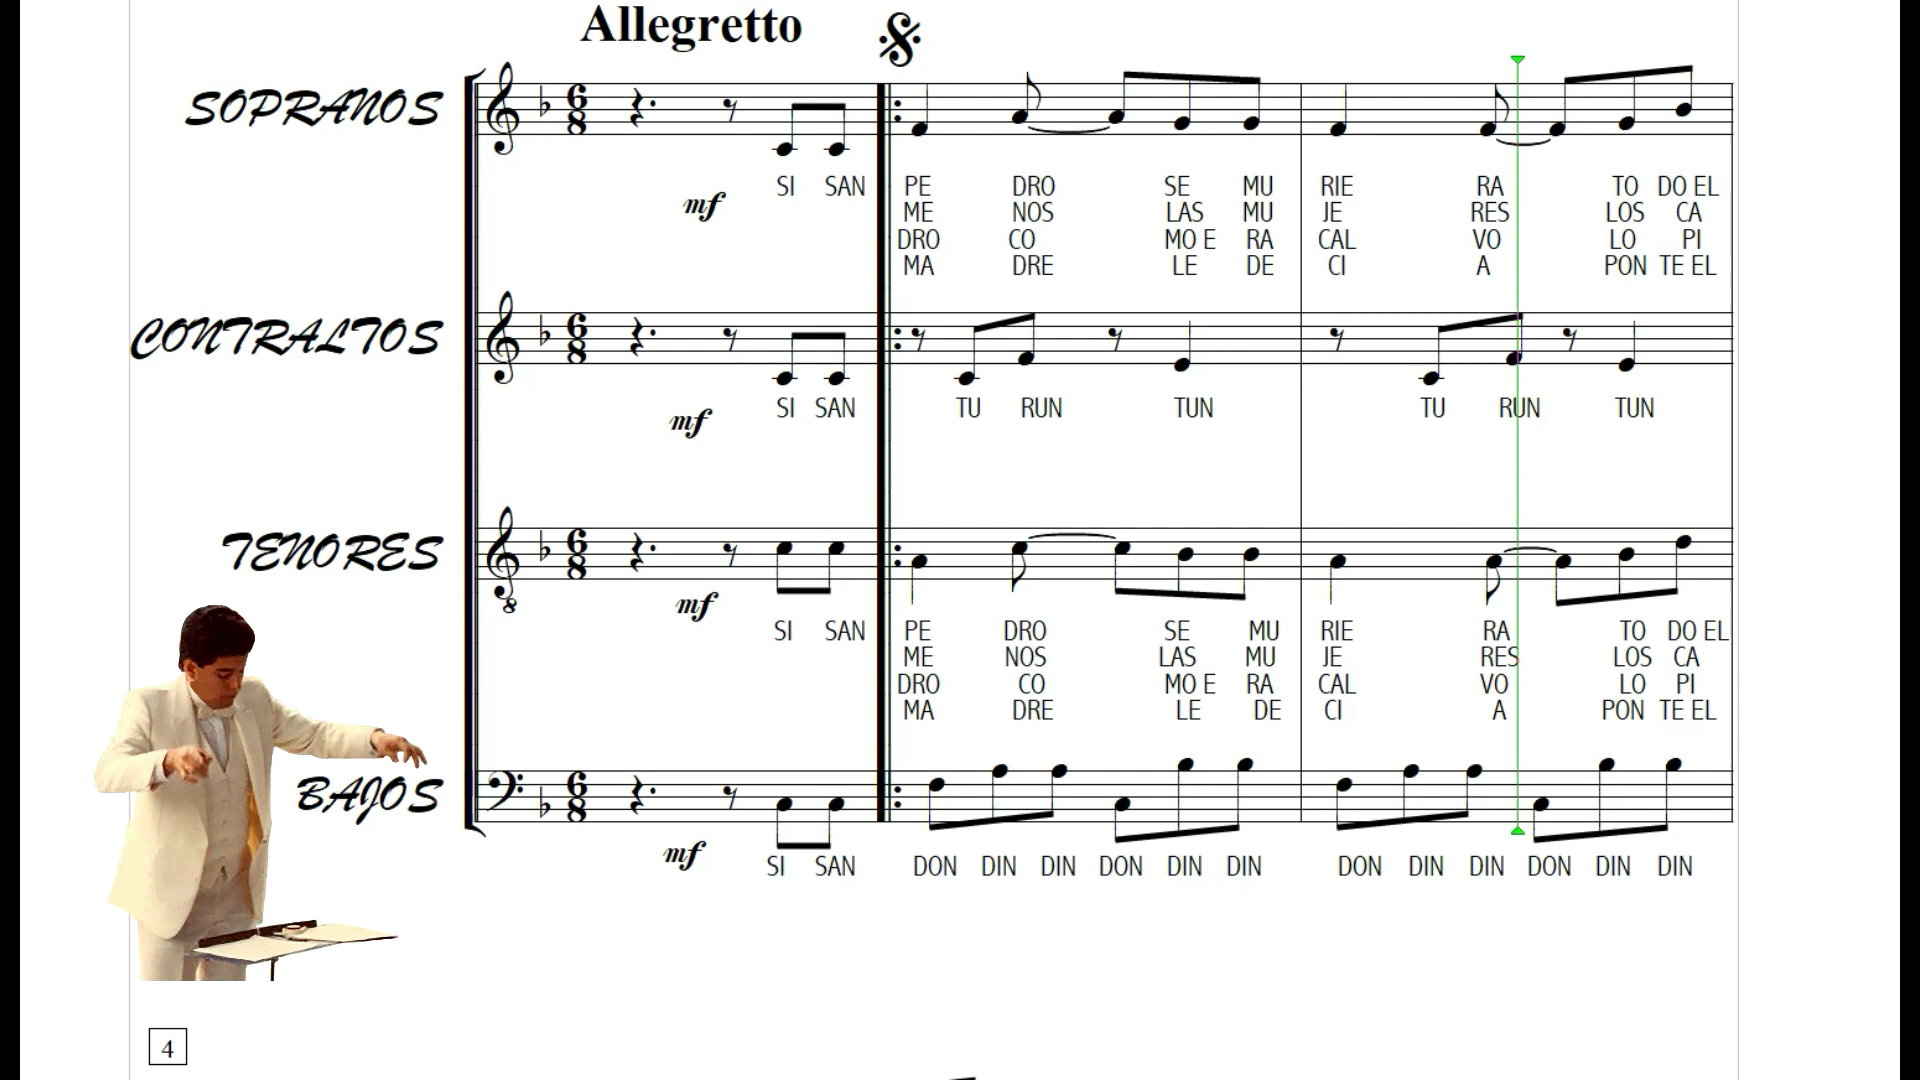 Allegretto
SOPRANOS
mf
SI SAN PE DRO SE MU RIE RA TO DO EL
ME NOS LAS MU JE RES LOS CA
DRO CO MO E RA CAL VO LO PI
MA DRE LE DE CI A PON TE EL
CONTRALTOS
mf
SI SAN TU RUN TUN TU RUN TUN
TENORES
mf
SI SAN PE DRO SE MU RIE RA TO DO EL
ME NOS LAS MU JE RES LOS CA
DRO CO MO E RA CAL VO LO PI
MA DRE LE DE CI A PON TE EL
BAJOS
mf
SI SAN DON DIN DIN DON DIN DIN DON DIN DIN DON DIN DIN
4